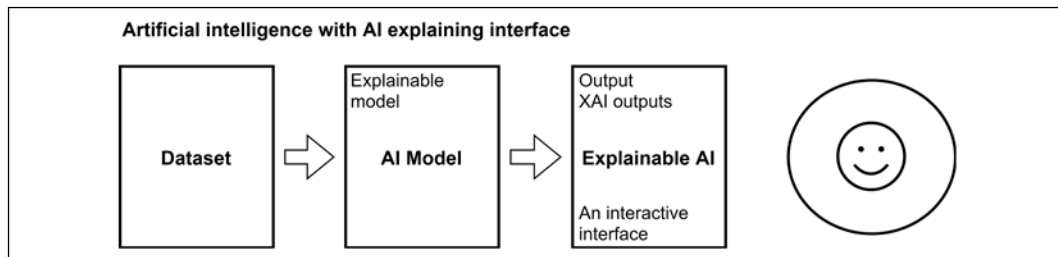 Artificial intelligence with AI explaining interface
Dataset
Explainable
model
AI Model
Output
XAI outputs
Explainable AI
An interactive
interface